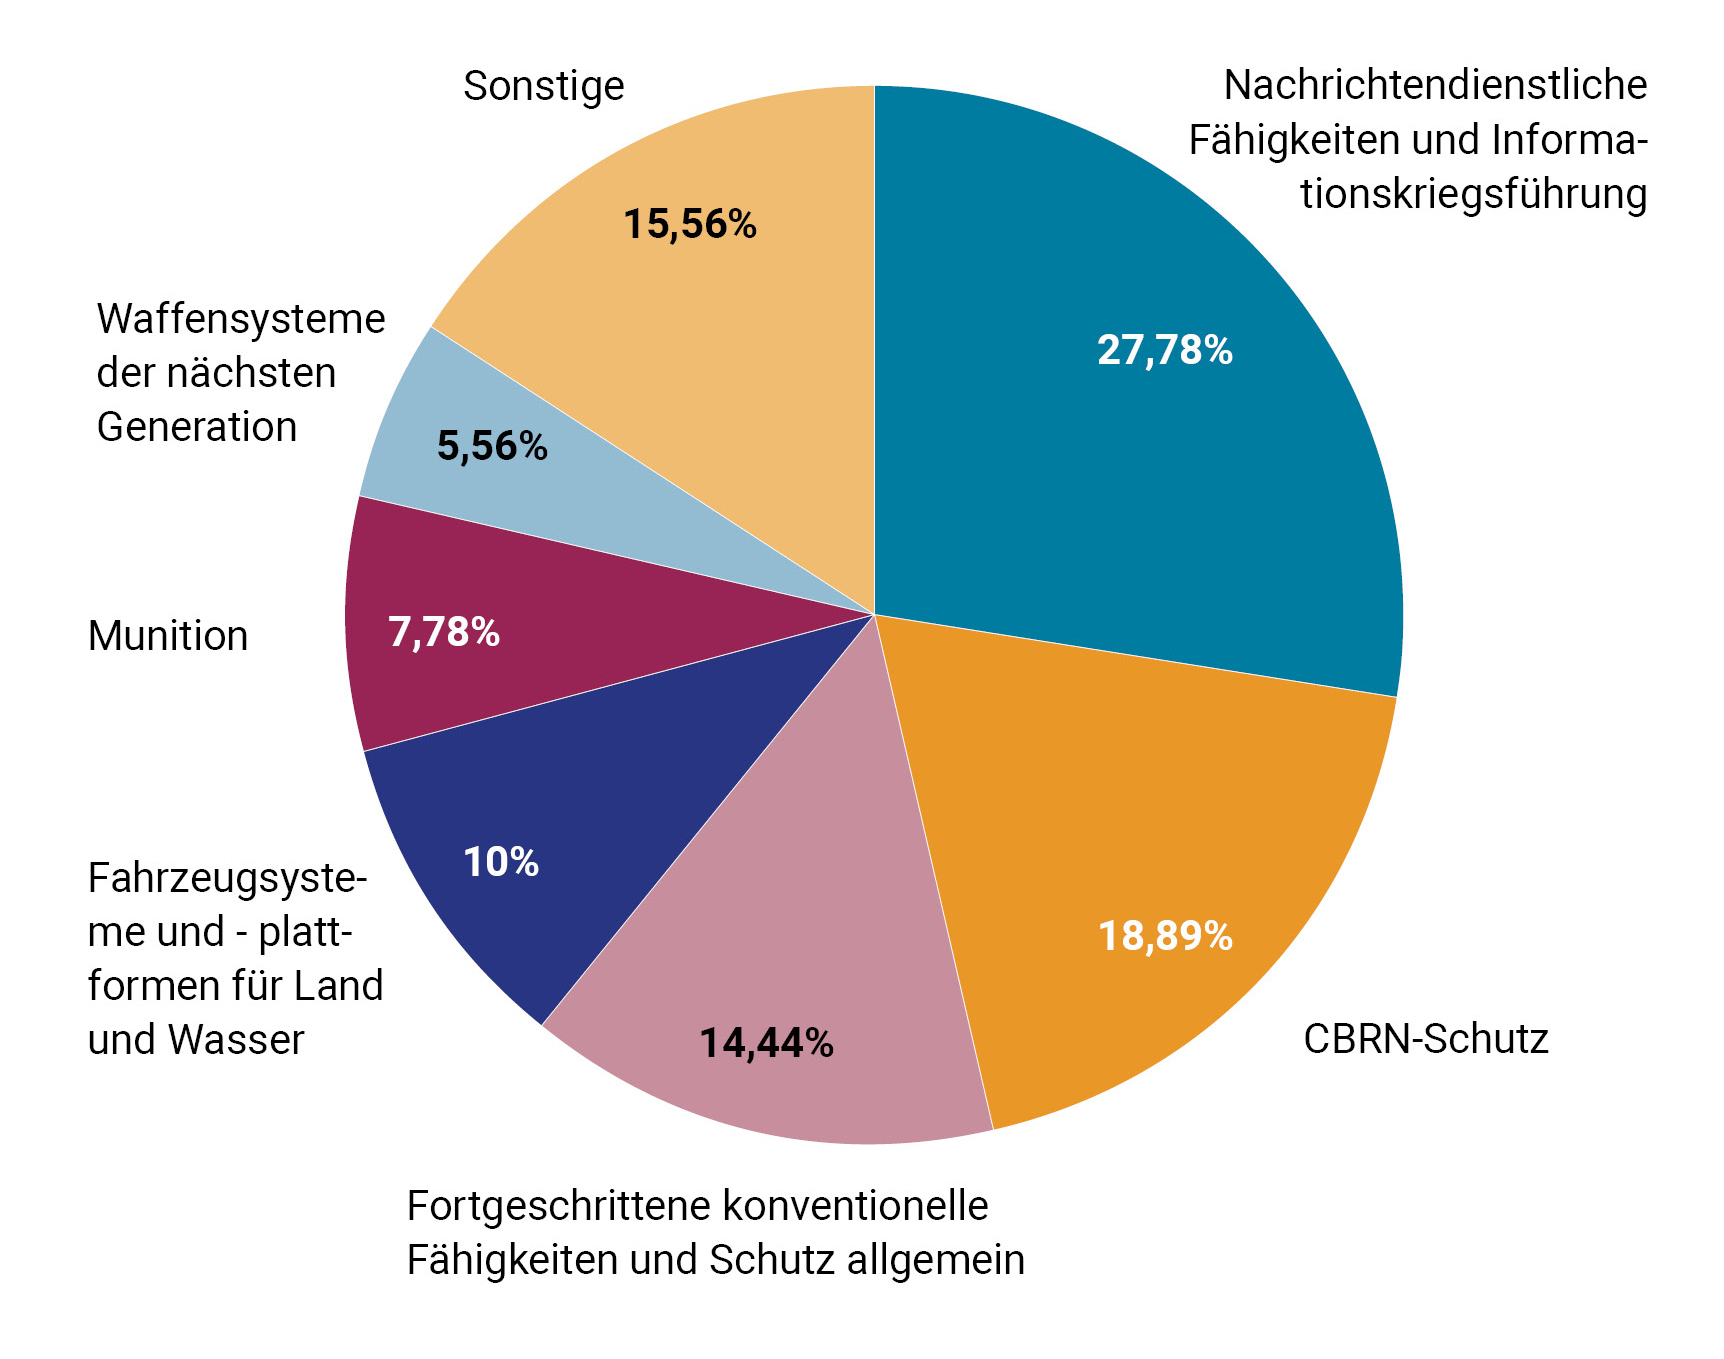 Sonstige
15,56%
Nachrichtendienstliche
Fähigkeiten und Informa-
tionskriegsführung
27,78%
Waffensysteme
der nächsten
Generation
5,56%
Munition
7,78%
Fahrzeugsyste-
me und - platt-
formen für Land
und Wasser
10%
18,89%
CBRN-Schutz
14,44%
Fortgeschrittene konventionelle
Fähigkeiten und Schutz allgemein